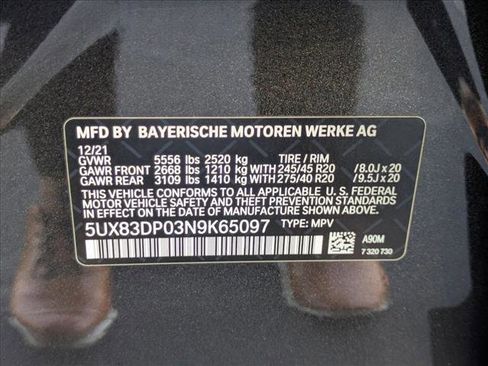 MFD BY BAYERISCHE MOTOREN WERKE AG
12/21
GVWR 5556 lbs 2520 kg TIRE / RIM
GAWR FRONT 2668 lbs 1210 kg WITH 245/45 R20 /8.0J x 20
GAWR REAR 3109 lbs 1410 kg WITH 275/40 R20 /9.5J x 20
THIS VEHICLE CONFORMS TO ALL APPLICABLE U. S. FEDERAL
MOTOR VEHICLE SAFETY AND THEFT PREVENTION STANDARDS
IN EFFECT ON THE DATE OF MANUFACTURE SHOWN ABOVE.
5UX83DP03N9K65097 TYPE: MPV
A90M
7 320 730